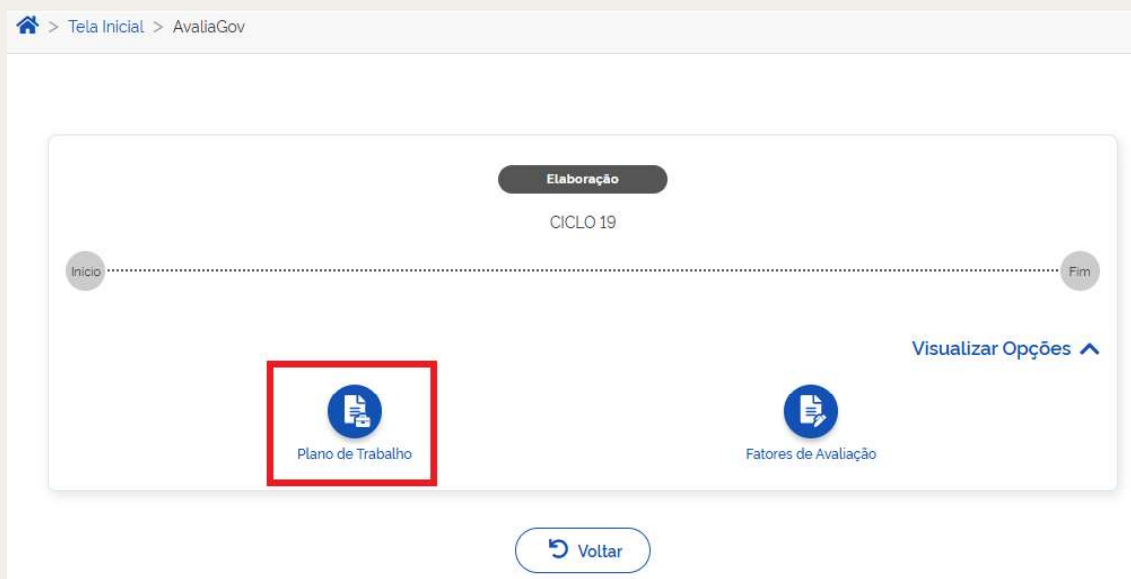 > Tela Inicial > AvaliaGov
Elaboração
CICLO 19
Início
Fim
Visualizar Opções
Plano de Trabalho
Fatores de Avaliação
Voltar